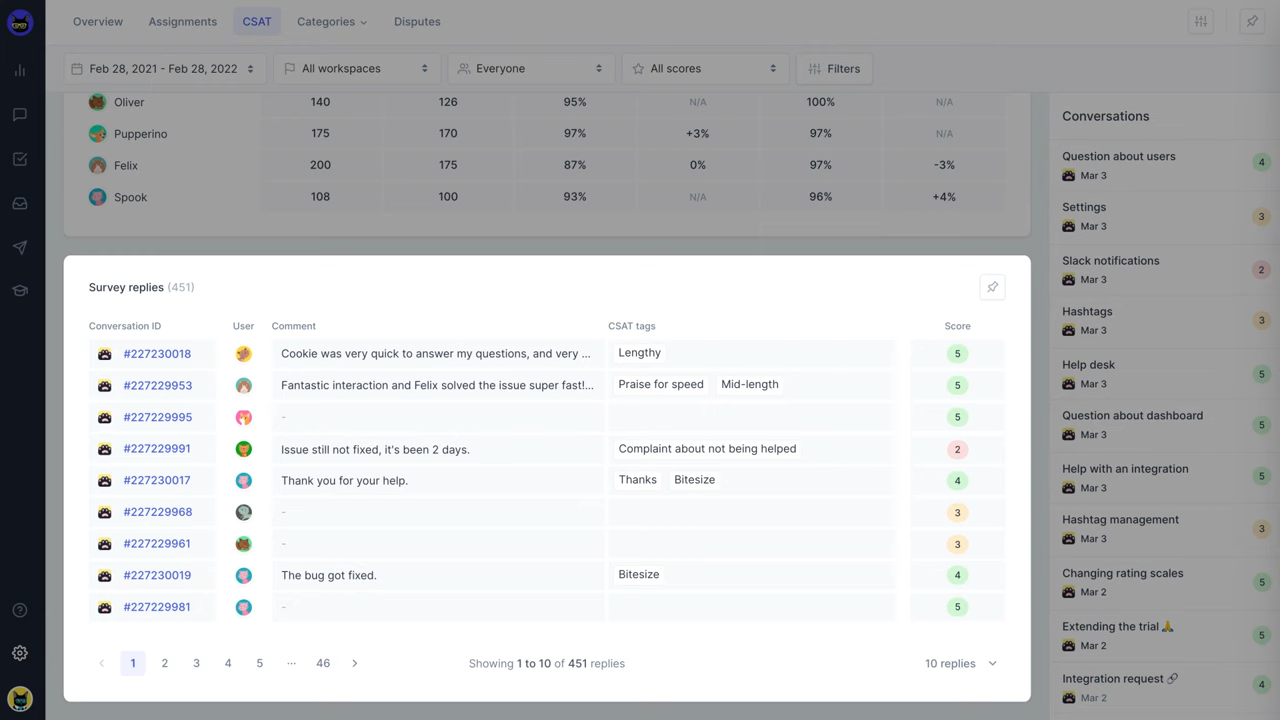 Overview Assignments CSAT Categories Disputes
Feb 28, 2021 - Feb 28, 2022 All workspaces Everyone All scores Filters
Oliver 140 126 95% N/A 100% N/A
Pupperino 175 170 97% +3% 97% N/A
Felix 200 175 87% 0% 97% -3%
Spook 108 100 93% N/A 96% +4%
Survey replies (451)
Conversation ID User Comment CSAT tags Score
#227230018 Cookie was very quick to answer my questions, and very ... Lengthy 5
#227229953 Fantastic interaction and Felix solved the issue super fast!... Praise for speed Mid-length 5
#227229995 - 5
#227229991 Issue still not fixed, it's been 2 days. Complaint about not being helped 2
#227230017 Thank you for your help. Thanks Bitesize 4
#227229968 - 3
#227229961 - 3
#227230019 The bug got fixed. Bitesize 4
#227229981 - 5
1 2 3 4 5 ... 46 Showing 1 to 10 of 451 replies 10 replies
Conversations
Question about users 4
Mar 3
Settings 3
Mar 3
Slack notifications 2
Mar 3
Hashtags 3
Mar 3
Help desk 5
Mar 3
Question about dashboard 5
Mar 3
Help with an integration 5
Mar 3
Hashtag management 3
Mar 3
Changing rating scales 5
Mar 2
Extending the trial 🙏 5
Mar 2
Integration request 🔗 4
Mar 2